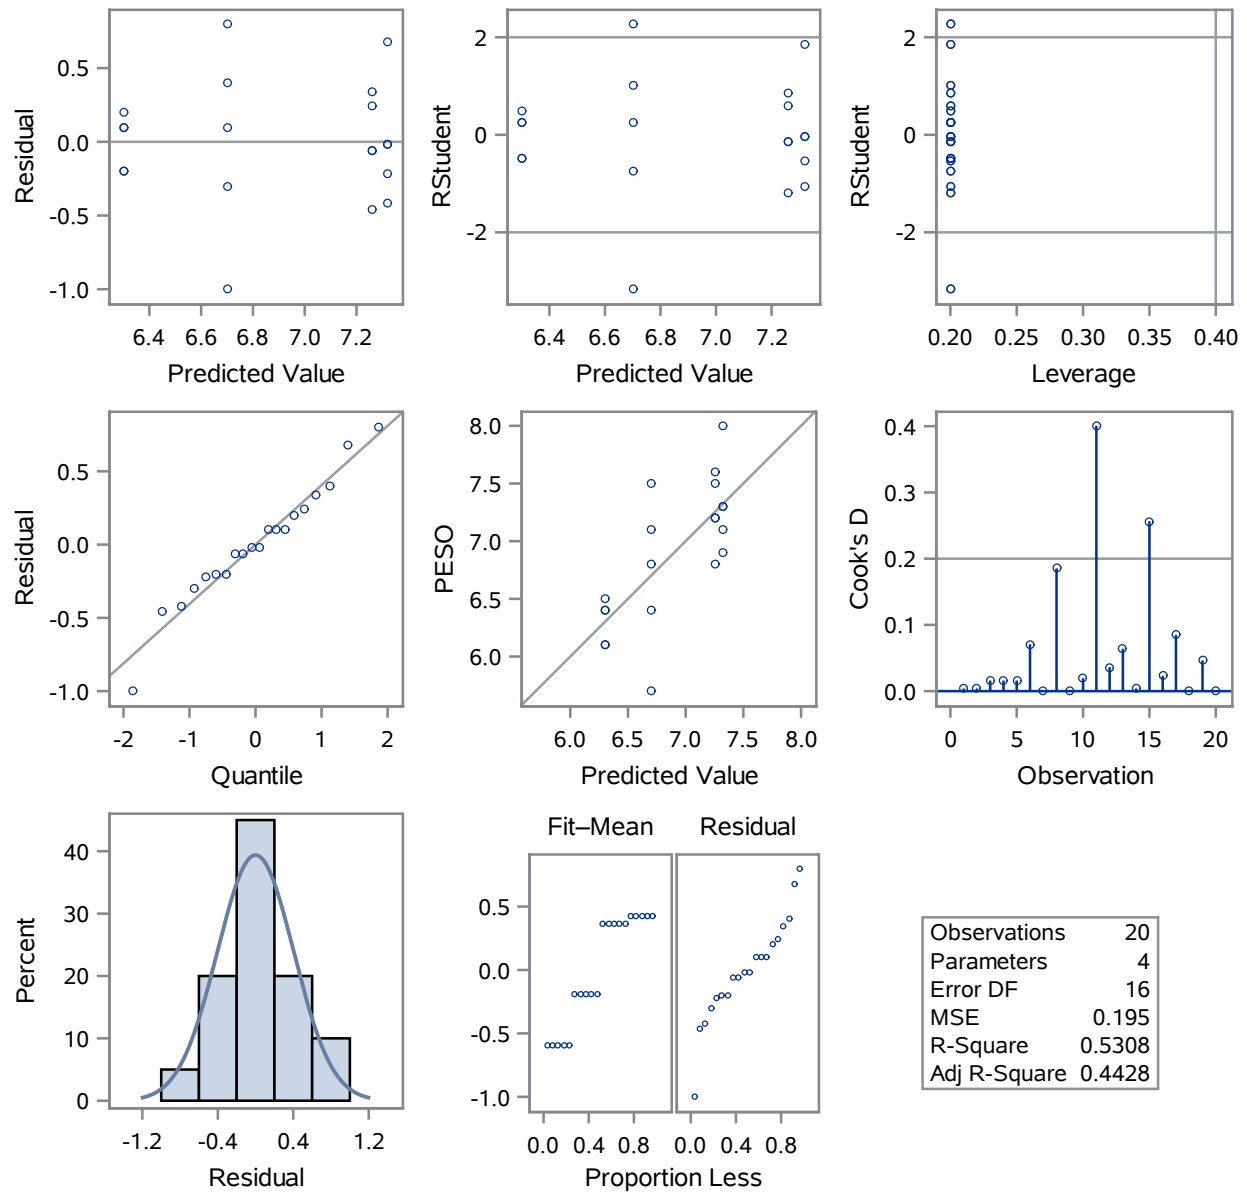 0.5
0.0
-0.5
-1.0
Residual
6.4 6.6 6.8 7.0 7.2
Predicted Value
2
0
-2
RStudent
6.4 6.6 6.8 7.0 7.2
Predicted Value
2
0
-2
RStudent
0.20 0.25 0.30 0.35 0.40
Leverage
0.5
0.0
-0.5
-1.0
Residual
-2 -1 0 1 2
Quantile
8.0
7.5
7.0
6.5
6.0
PESO
6.0 6.5 7.0 7.5 8.0
Predicted Value
0.4
0.3
0.2
0.1
0.0
Cook's D
0 5 10 15 20
Observation
40
30
20
10
0
Percent
-1.2 -0.4 0.4 1.2
Residual
Fit–Mean Residual
0.5
0.0
-0.5
-1.0
0.0 0.4 0.8 0.0 0.4 0.8
Proportion Less
Observations 20
Parameters 4
Error DF 16
MSE 0.195
R-Square 0.5308
Adj R-Square 0.4428